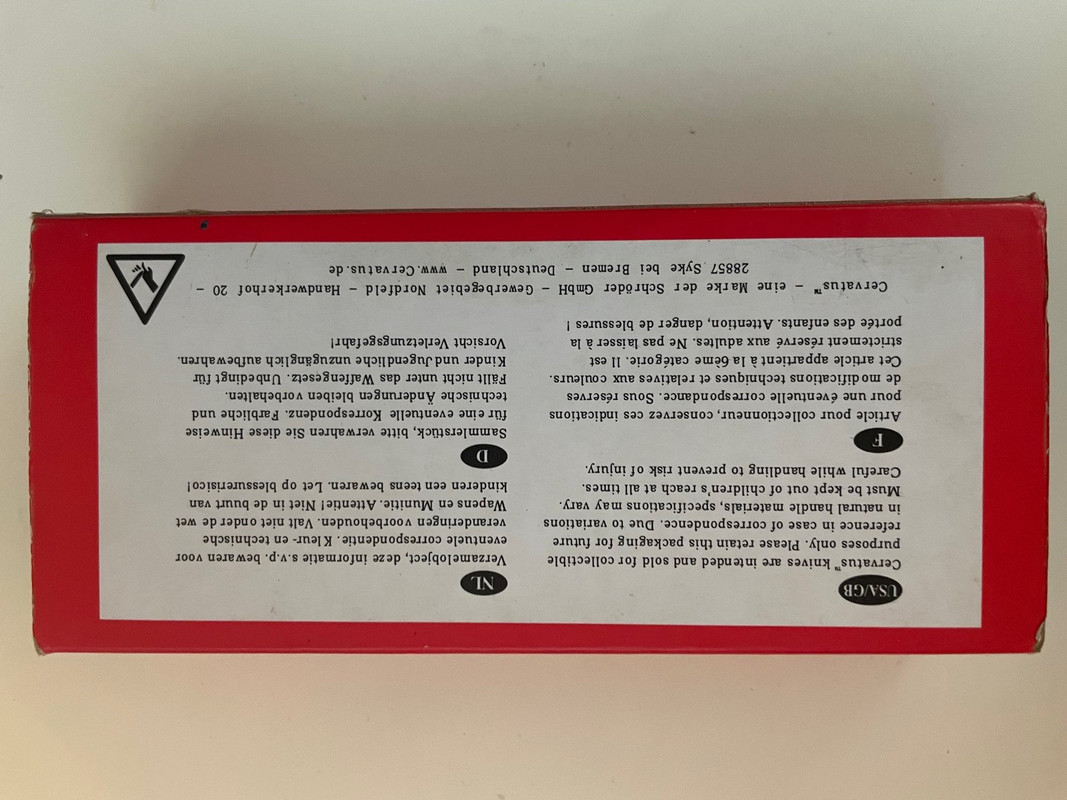 USA/GB
Cervatus™ knives are intended and sold for collectible
purposes only. Please retain this packaging for future
reference in case of correspondence. Due to variations
in natural handle materials, specifications may vary.
Must be kept out of children's reach at all times.
Careful while handling to prevent risk of injury.
F
Article pour collectionneur, conservez ces indications
pour une éventuelle correspondance. Sous réserves
de modifications techniques et relatives aux couleurs.
Cet article appartient à la 6ème catégorie. Il est
strictement réservé aux adultes. Ne pas laisser à la
portée des enfants. Attention, danger de blessures !
NL
Verzamelobject, deze informatie s.v.p. bewaren voor
eventuele correspondentie. Kleur- en technische
veranderingen voorbehouden. Valt niet onder de wet
Wapens en Munitie. Attentie! Niet in de buurt van
kinderen een teens bewaren. Let op blessuresrisico!
D
Sammlerstück, bitte verwahren Sie diese Hinweise
für eine eventuelle Korrespondenz. Farbliche und
technische Änderungen bleiben vorbehalten.
Fällt nicht unter das Waffengesetz. Unbedingt für
Kinder und Jugendliche unzugänglich aufbewahren.
Vorsicht Verletzungsgefahr!
Cervatus™ – eine Marke der Schröder GmbH – Gewerbegebiet Nordfeld – Handwerkerhof 20 –
28857 Syke bei Bremen – Deutschland – www.Cervatus.de